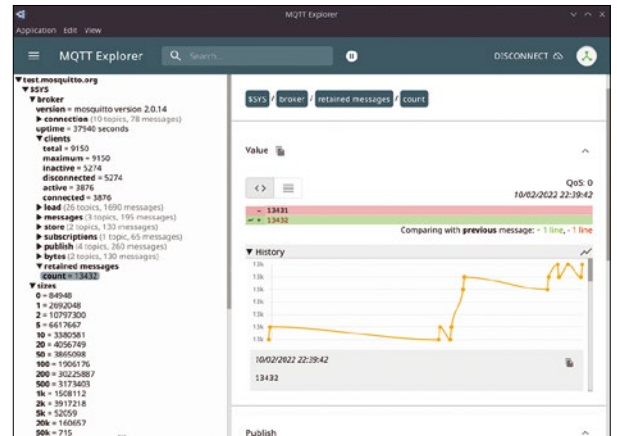 MQTT Explorer
Application Edit View
MQTT Explorer
Search...
DISCONNECT
▼ test.mosquitto.org
▼ $SYS
▼ broker
version = mosquitto version 2.0.14
▶ connection (10 topics, 78 messages)
uptime = 37540 seconds
▼ clients
total = 9150
maximum = 9150
inactive = 5274
disconnected = 5274
active = 3876
connected = 3876
▶ load (26 topics, 1690 messages)
▶ messages (3 topics, 195 messages)
▶ store (2 topics, 130 messages)
▶ subscriptions (1 topic, 65 messages)
▶ publish (4 topics, 260 messages)
▶ bytes (2 topics, 130 messages)
▼ retained messages
count = 13432
▼ sizes
0 = 84948
1 = 2692048
2 = 10797300
5 = 6617667
10 = 3380581
20 = 4056749
50 = 3865098
100 = 1906176
200 = 30225887
500 = 3173403
1k = 1508112
2k = 3917218
5k = 52059
20k = 160657
50k = 715
$SYS / broker / retained messages / count
Value
QoS: 0
10/02/2022 22:39:42
- 13431
+ 13432
Comparing with previous message: + 1 line, - 1 line
▼ History
13k
13k
13k
13k
13k
13k
13k
10/02/2022 22:39:42
13432
Publish